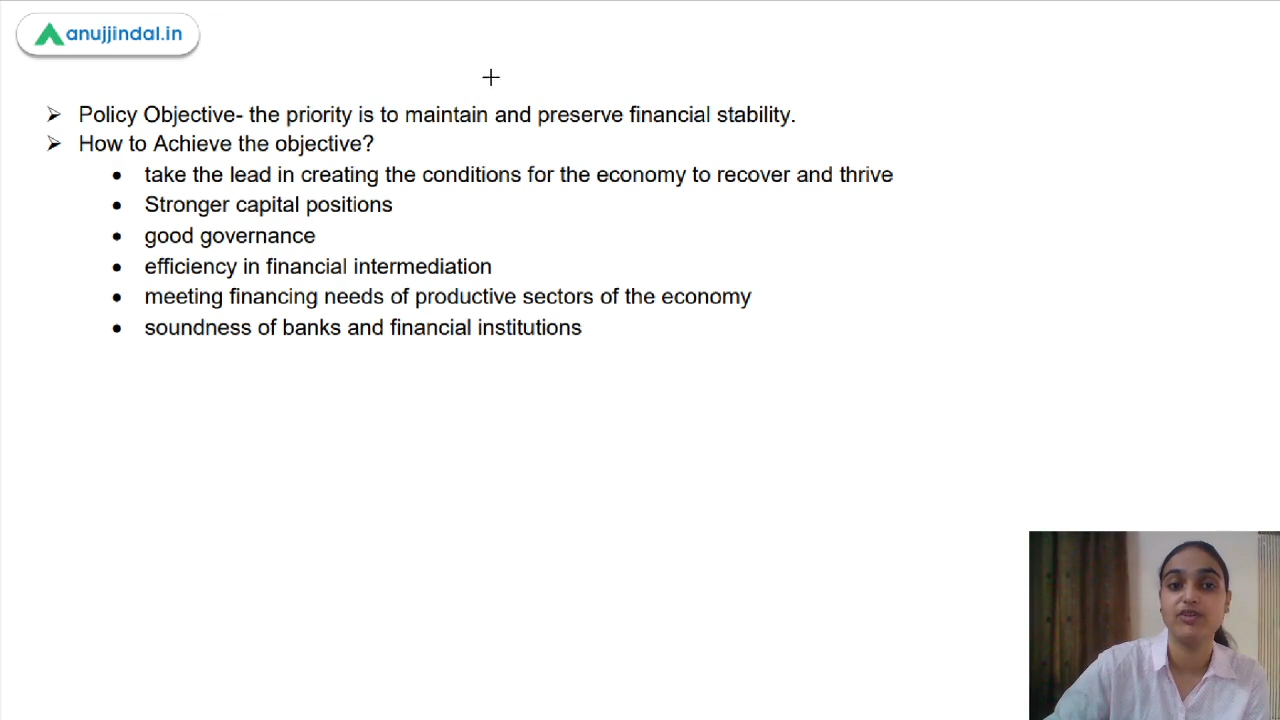 anujjindal.in
Policy Objective- the priority is to maintain and preserve financial stability.
How to Achieve the objective?
take the lead in creating the conditions for the economy to recover and thrive
Stronger capital positions
good governance
efficiency in financial intermediation
meeting financing needs of productive sectors of the economy
soundness of banks and financial institutions